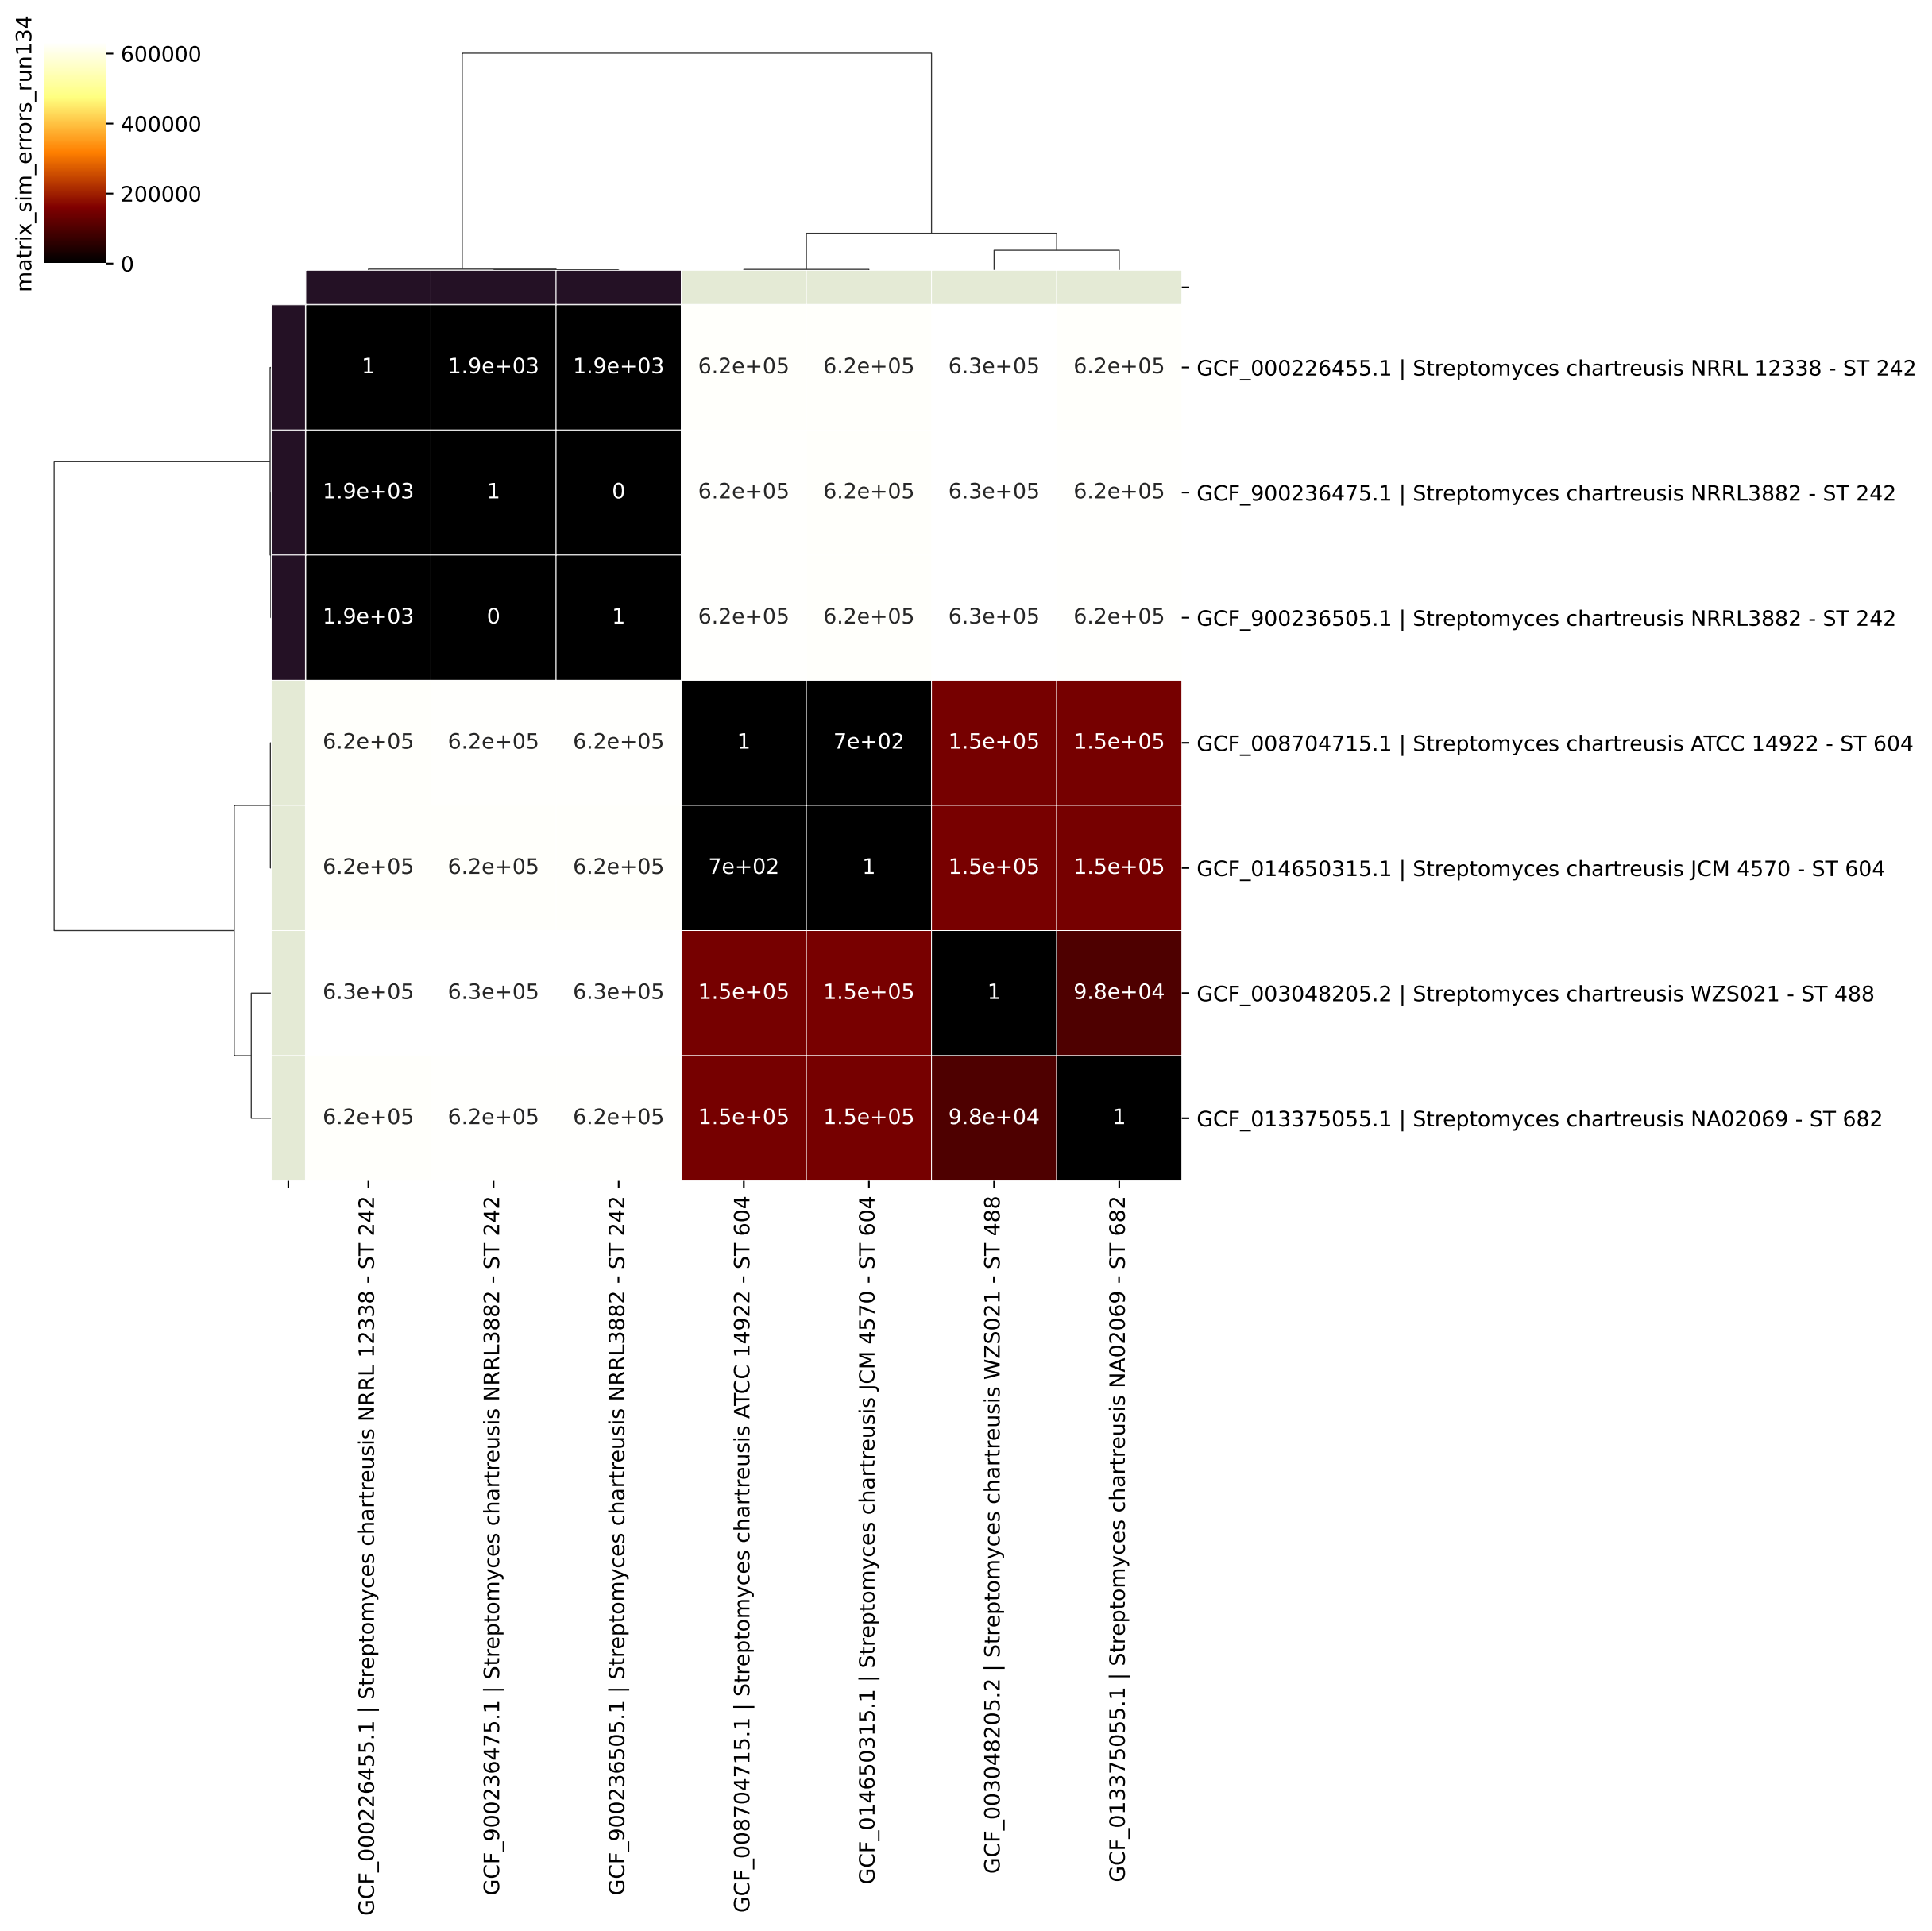 matrix_sim_errors_run134
600000
400000
200000
0
1 1.9e+03 1.9e+03 6.2e+05 6.2e+05 6.3e+05 6.2e+05 GCF_000226455.1 | Streptomyces chartreusis NRRL 12338 - ST 242
1.9e+03 1 0 6.2e+05 6.2e+05 6.3e+05 6.2e+05 GCF_900236475.1 | Streptomyces chartreusis NRRL3882 - ST 242
1.9e+03 0 1 6.2e+05 6.2e+05 6.3e+05 6.2e+05 GCF_900236505.1 | Streptomyces chartreusis NRRL3882 - ST 242
6.2e+05 6.2e+05 6.2e+05 1 7e+02 1.5e+05 1.5e+05 GCF_008704715.1 | Streptomyces chartreusis ATCC 14922 - ST 604
6.2e+05 6.2e+05 6.2e+05 7e+02 1 1.5e+05 1.5e+05 GCF_014650315.1 | Streptomyces chartreusis JCM 4570 - ST 604
6.3e+05 6.3e+05 6.3e+05 1.5e+05 1.5e+05 1 9.8e+04 GCF_003048205.2 | Streptomyces chartreusis WZS021 - ST 488
6.2e+05 6.2e+05 6.2e+05 1.5e+05 1.5e+05 9.8e+04 1 GCF_013375055.1 | Streptomyces chartreusis NA02069 - ST 682
GCF_000226455.1 | Streptomyces chartreusis NRRL 12338 - ST 242
GCF_900236475.1 | Streptomyces chartreusis NRRL3882 - ST 242
GCF_900236505.1 | Streptomyces chartreusis NRRL3882 - ST 242
GCF_008704715.1 | Streptomyces chartreusis ATCC 14922 - ST 604
GCF_014650315.1 | Streptomyces chartreusis JCM 4570 - ST 604
GCF_003048205.2 | Streptomyces chartreusis WZS021 - ST 488
GCF_013375055.1 | Streptomyces chartreusis NA02069 - ST 682